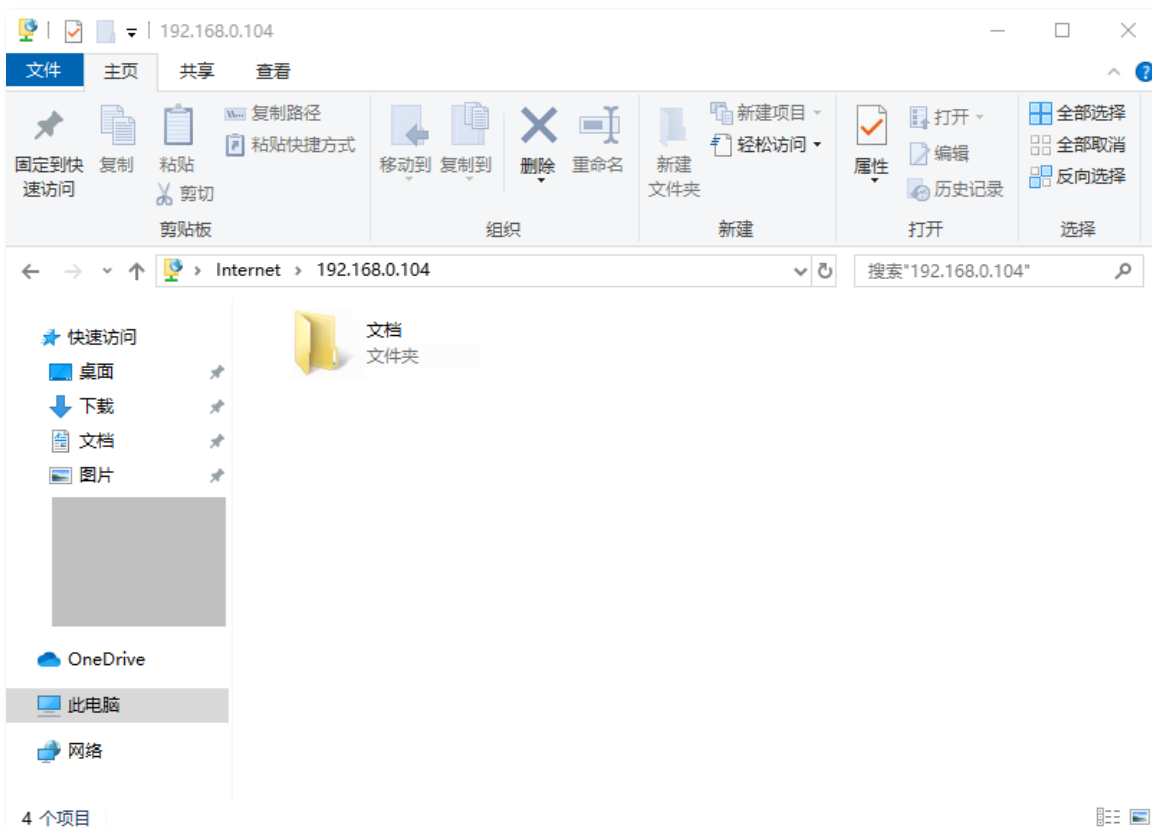 192.168.0.104
文件 主页 共享 查看
固定到快速访问
复制
粘贴
复制路径
粘贴快捷方式
剪切
剪贴板
移动到
复制到
删除
重命名
组织
新建
文件夹
新建项目
轻松访问
新建
属性
打开
编辑
历史记录
打开
全部选择
全部取消
反向选择
选择
Internet 192.168.0.104
搜索"192.168.0.104"
快速访问
桌面
下载
文档
图片
OneDrive
此电脑
网络
文档
文件夹
4 个项目